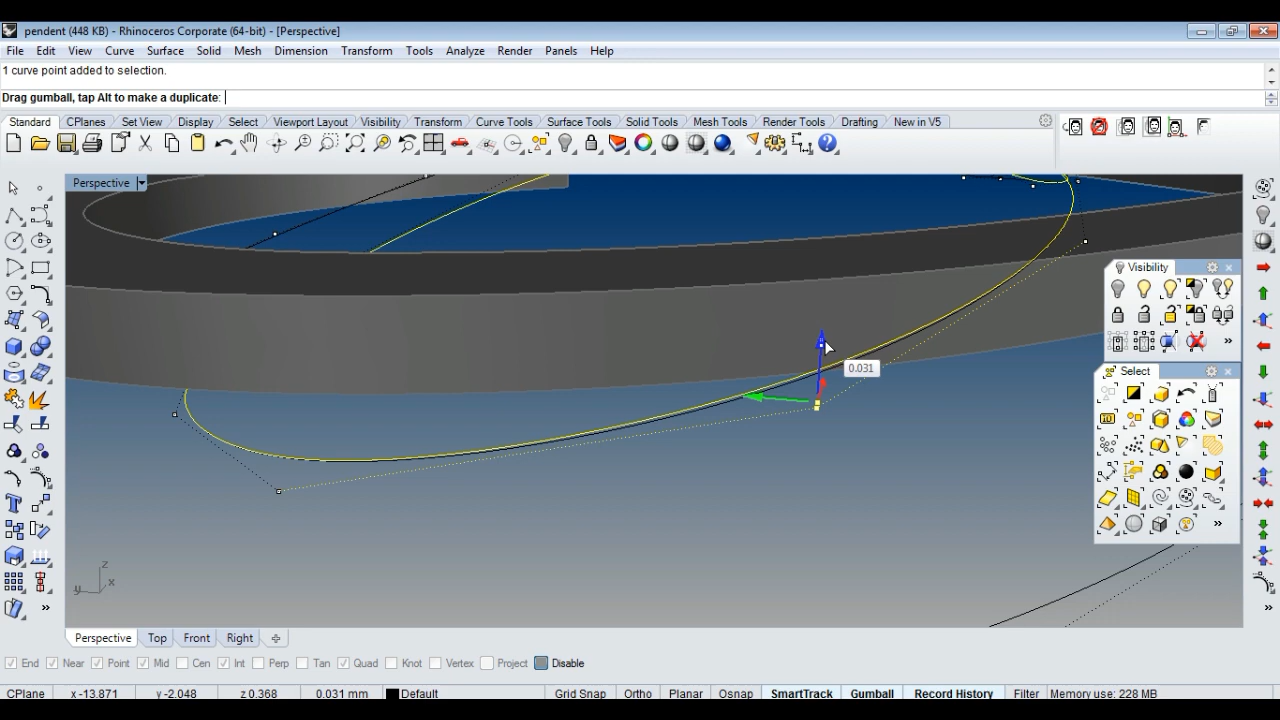 pendent (448 KB) - Rhinoceros Corporate (64-bit) - [Perspective]
File Edit View Curve Surface Solid Mesh Dimension Transform Tools Analyze Render Panels Help
1 curve point added to selection.
Drag gumball, tap Alt to make a duplicate:
Standard CPlanes Set View Display Select Viewport Layout Visibility Transform Curve Tools Surface Tools Solid Tools Mesh Tools Render Tools Drafting New in V5
Perspective
Visibility
0.031
Select
z
y x
Perspective Top Front Right
End Near Point Mid Cen Int Perp Tan Quad Knot Vertex Project Disable
CPlane x -13.871 y -2.048 z 0.368 0.031 mm Default Grid Snap Ortho Planar Osnap SmartTrack Gumball Record History Filter Memory use: 228 MB